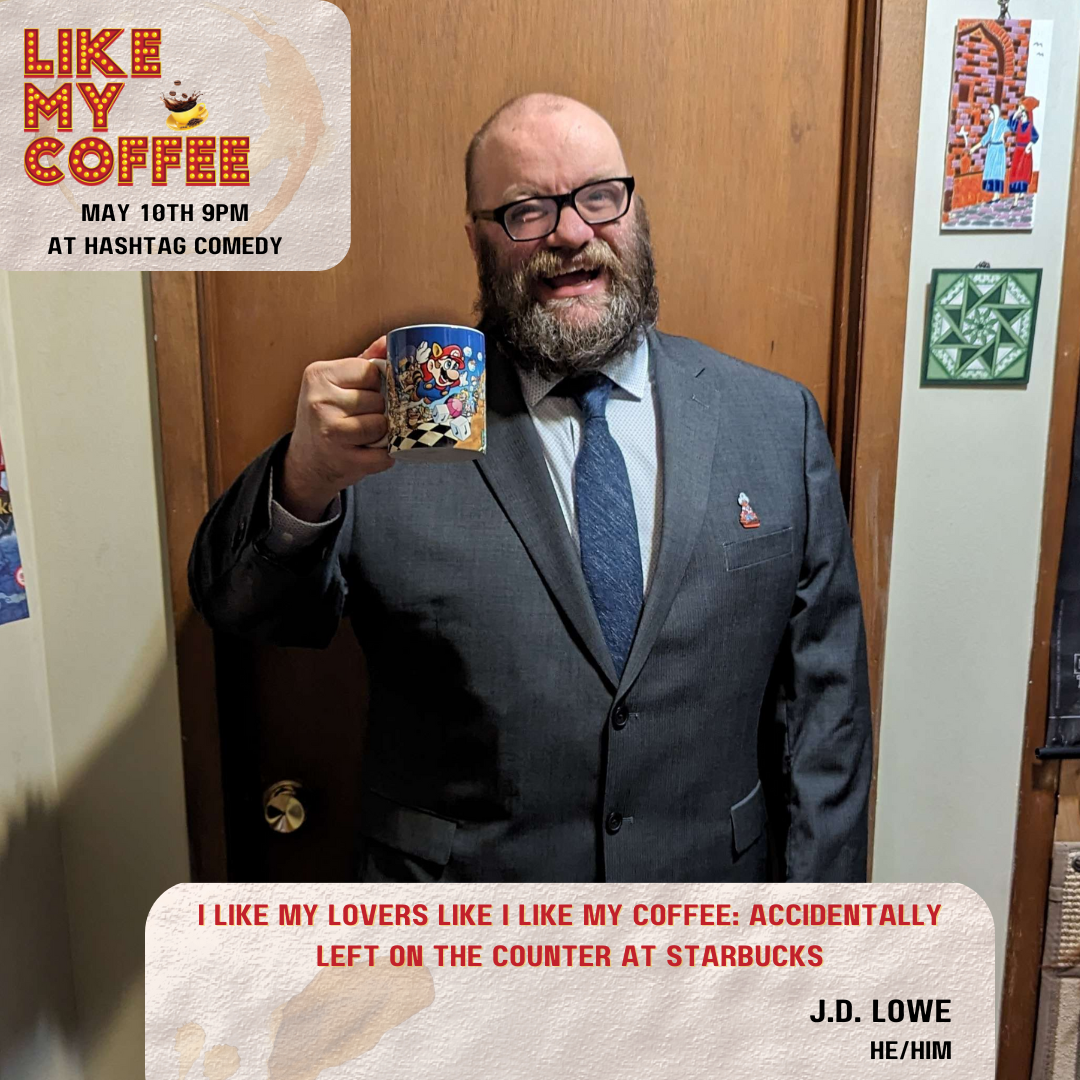 LIKE
MY
COFFEE
MAY 10TH 9PM
AT HASHTAG COMEDY
I LIKE MY LOVERS LIKE I LIKE MY COFFEE: ACCIDENTALLY
LEFT ON THE COUNTER AT STARBUCKS
J.D. LOWE
HE/HIM